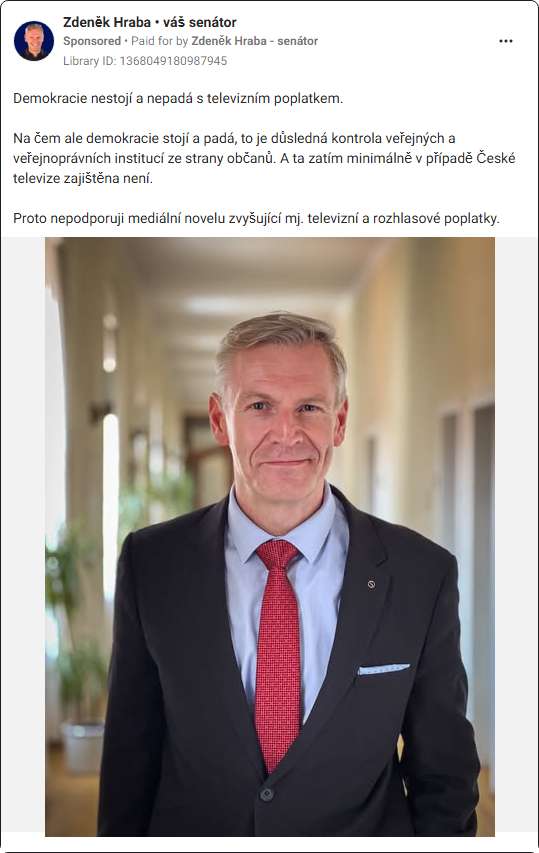 Zdeněk Hraba • váš senátor
Sponsored • Paid for by Zdeněk Hraba - senátor
Library ID: 1368049180987945
Demokracie nestojí a nepadá s televizním poplatkem.
Na čem ale demokracie stojí a padá, to je důsledná kontrola veřejných a
veřejnoprávních institucí ze strany občanů. A ta zatím minimálně v případě České
televize zajištěna není.
Proto nepodporuji mediální novelu zvyšující mj. televizní a rozhlasové poplatky.